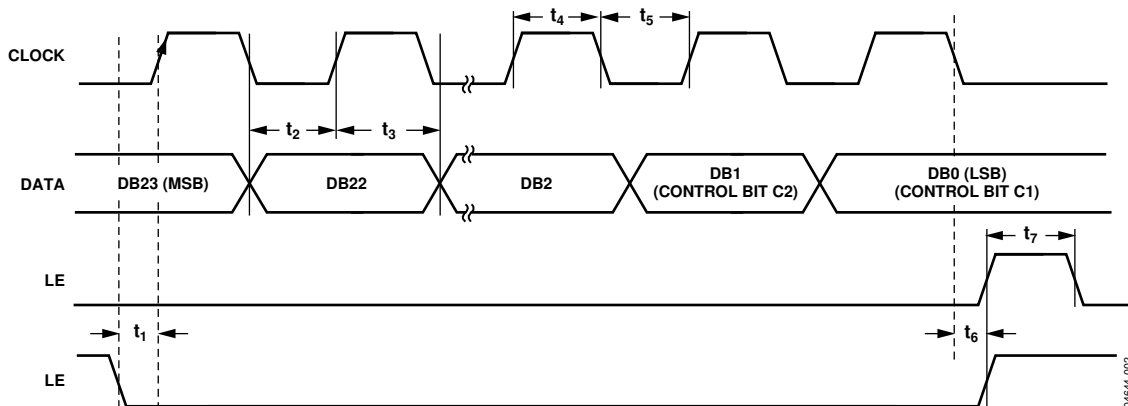 t4
t5
CLOCK
t2
t3
DATA
DB23 (MSB)
DB22
DB2
DB1
(CONTROL BIT C2)
DB0 (LSB)
(CONTROL BIT C1)
t7
LE
t1
t6
LE